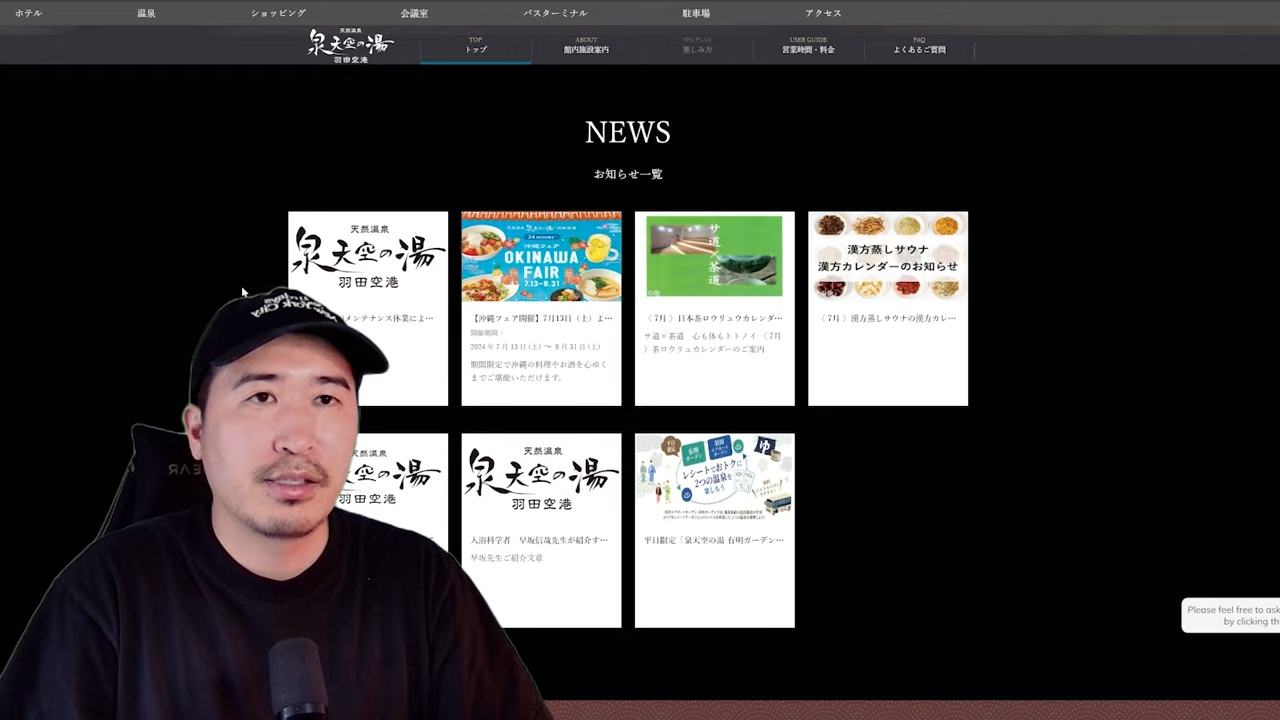 ホテル
温泉
ショッピング
会議室
バスターミナル
駐車場
アクセス
天然温泉
泉天空の湯
羽田空港
TOP
トップ
ABOUT
館内施設案内
SPA PLAN
楽しみ方
USER GUIDE
営業時間・料金
FAQ
よくあるご質問
NEWS
お知らせ一覧
天然温泉
泉天空の湯
羽田空港
メンテナンス休業によ…
OKINAWA
FAIR
7.13-8.31
【沖縄フェア開催】7月13日（土）よ…
開催期間：
2024年7月13日(土) ～ 8月31日(土)
期間限定で沖縄の料理やお酒を心ゆく
までご堪能いただけます。
サ道×茶道
〈7月〉日本茶ロウリュウカレンダ…
サ道×茶道　心も体もトトノイ〈7月
〉茶ロウリュカレンダーのご案内
漢方蒸しサウナ
漢方カレンダーのお知らせ
〈7月〉漢方蒸しサウナの漢方カレ…
NEW YORK CITY
の湯
羽田空港
天然温泉
泉天空の湯
羽田空港
入浴科学者　早坂信哉先生が紹介す…
早坂先生ご紹介文章
レシートでおトクに
2つの温泉を
楽しもう
ゆ
平日限定「泉天空の湯 有明ガーデン…
Please feel free to ask
by clicking th